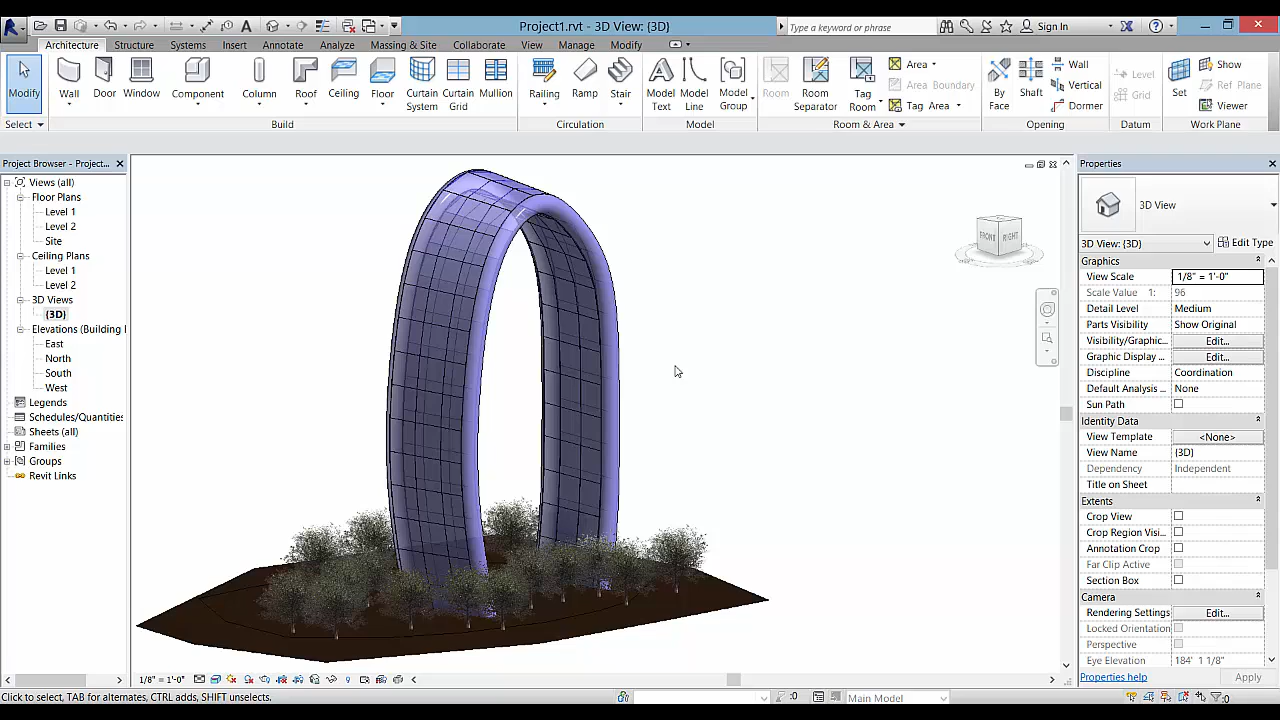 Project1.rvt - 3D View: {3D}
Type a keyword or phrase
Sign In
Architecture Structure Systems Insert Annotate Analyze Massing & Site Collaborate View Manage Modify
Modify
Wall
Door
Window
Component
Column
Roof
Ceiling
Floor
Curtain System
Curtain Grid
Mullion
Railing
Ramp
Stair
Model Text
Model Line
Model Group
Room
Room Separator
Tag Room
Area
Area Boundary
Tag Area
By Face
Shaft
Wall
Vertical
Dormer
Level
Grid
Set
Show
Ref Plane
Viewer
Select
Build
Circulation
Model
Room & Area
Opening
Datum
Work Plane
Project Browser - Project...
Views (all)
Floor Plans
Level 1
Level 2
Site
Ceiling Plans
Level 1
Level 2
3D Views
{3D}
Elevations (Building
East
North
South
West
Legends
Schedules/Quantities
Sheets (all)
Families
Groups
Revit Links
FRONT RIGHT
Properties
3D View
3D View: {3D}
Edit Type
Graphics
View Scale 1/8" = 1'-0"
Scale Value 1: 96
Detail Level Medium
Parts Visibility Show Original
Visibility/Graphic... Edit...
Graphic Display ... Edit...
Discipline Coordination
Default Analysis ... None
Sun Path
Identity Data
View Template <None>
View Name {3D}
Dependency Independent
Title on Sheet
Extents
Crop View
Crop Region Visi...
Annotation Crop
Far Clip Active
Section Box
Camera
Rendering Settings Edit...
Locked Orientation
Perspective
Eye Elevation 184' 1 1/8"
Properties help
Apply
1/8" = 1'-0"
Click to select, TAB for alternates, CTRL adds, SHIFT unselects.
:0
Main Model
:0